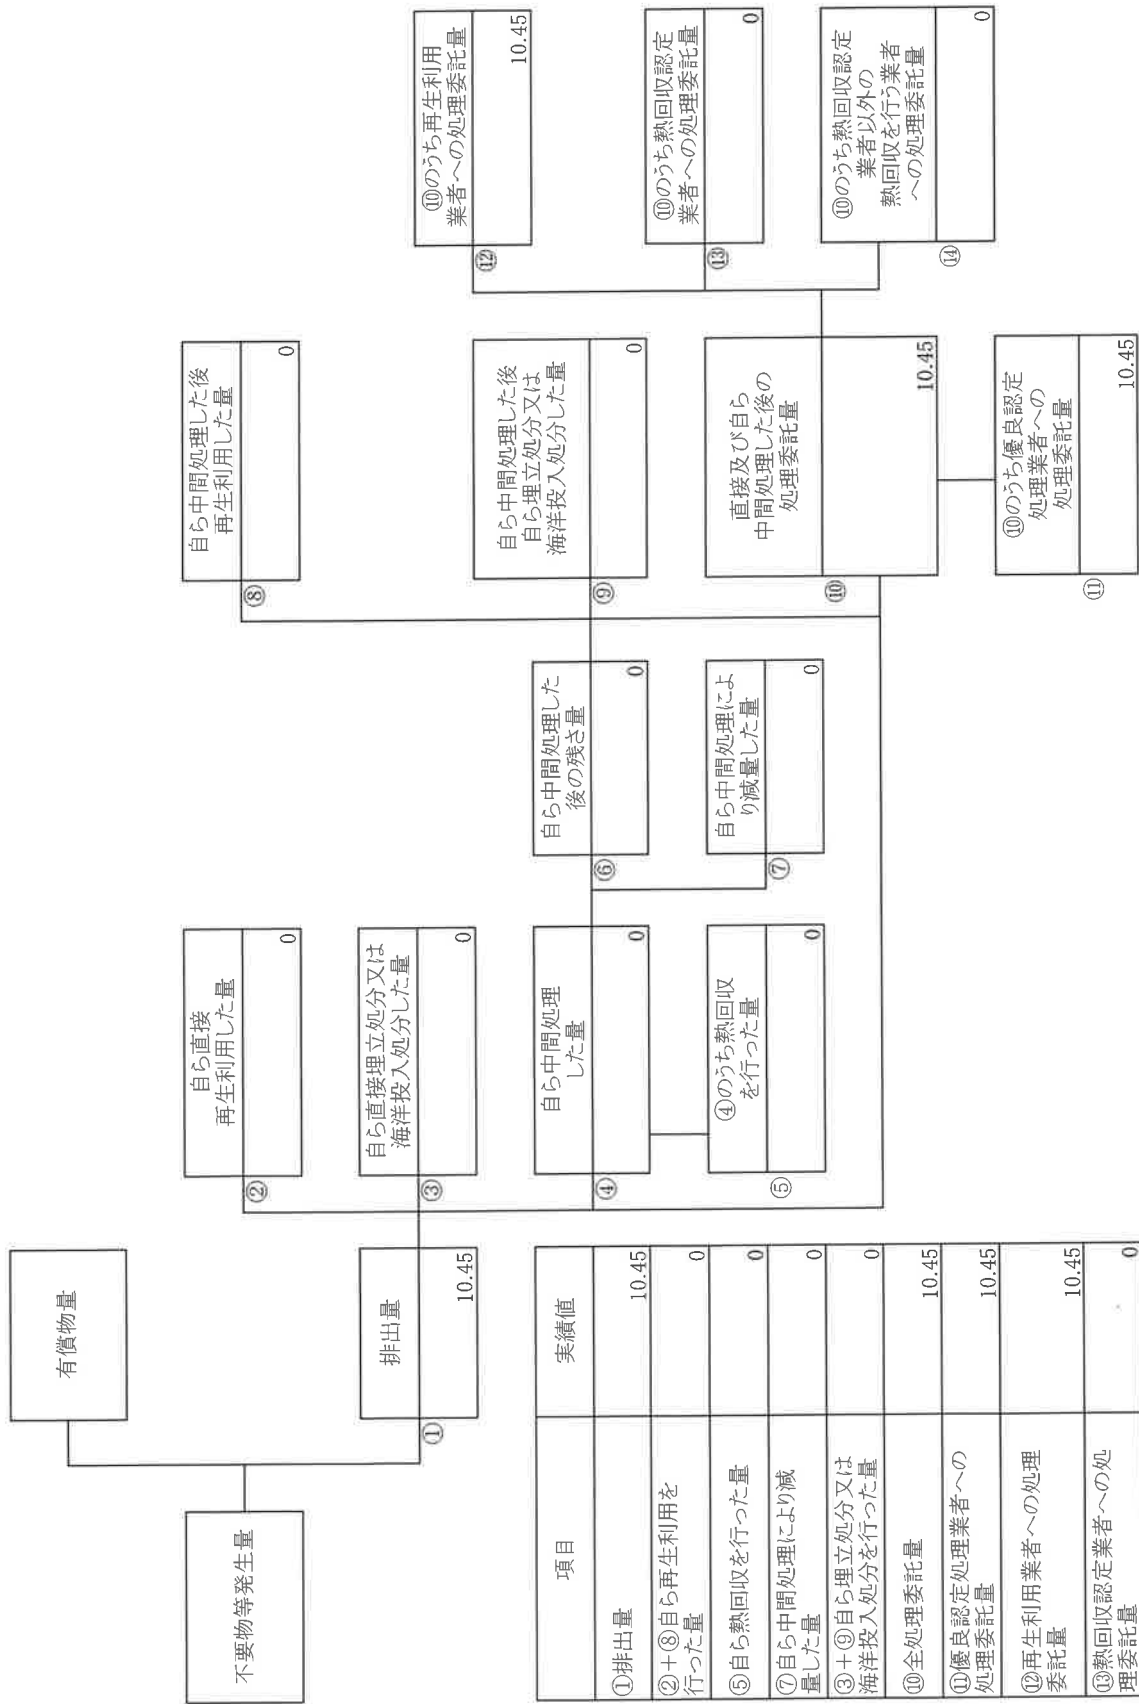 不要物等発生量
有償物量
排出量
①
10.45
自ら直接
再生利用した量
②
0
自ら直接埋立処分又は
海洋投入処分した量
③
0
自ら中間処理
した量
④
0
④のうち熱回収
を行った量
⑤
0
自ら中間処理した
後の残さ量
⑥
0
自ら中間処理によ
り減量した量
⑦
0
自ら中間処理した後
再生利用した量
⑧
0
自ら中間処理した後
自ら埋立処分又は
海洋投入処分した量
⑨
0
直接及び自ら
中間処理した後の
処理委託量
⑩
10.45
⑩のうち優良認定
処理業者への
処理委託量
⑪
10.45
⑩のうち再生利用
業者への処理委託量
⑫
10.45
⑩のうち熱回収認定
業者への処理委託量
⑬
0
⑩のうち熱回収認定
業者以外の
熱回収を行う業者
への処理委託量
⑭
0
項目 実績値
①排出量 10.45
②+⑧自ら再生利用を
行った量 0
⑤自ら熱回収を行った量 0
⑦自ら中間処理により減
量した量 0
③+⑨自ら埋立処分又は
海洋投入処分を行った量 0
⑩全処理委託量 10.45
⑪優良認定処理業者への
処理委託量 10.45
⑫再生利用業者への処理
委託量 10.45
⑬熱回収認定業者への処
理委託量 0